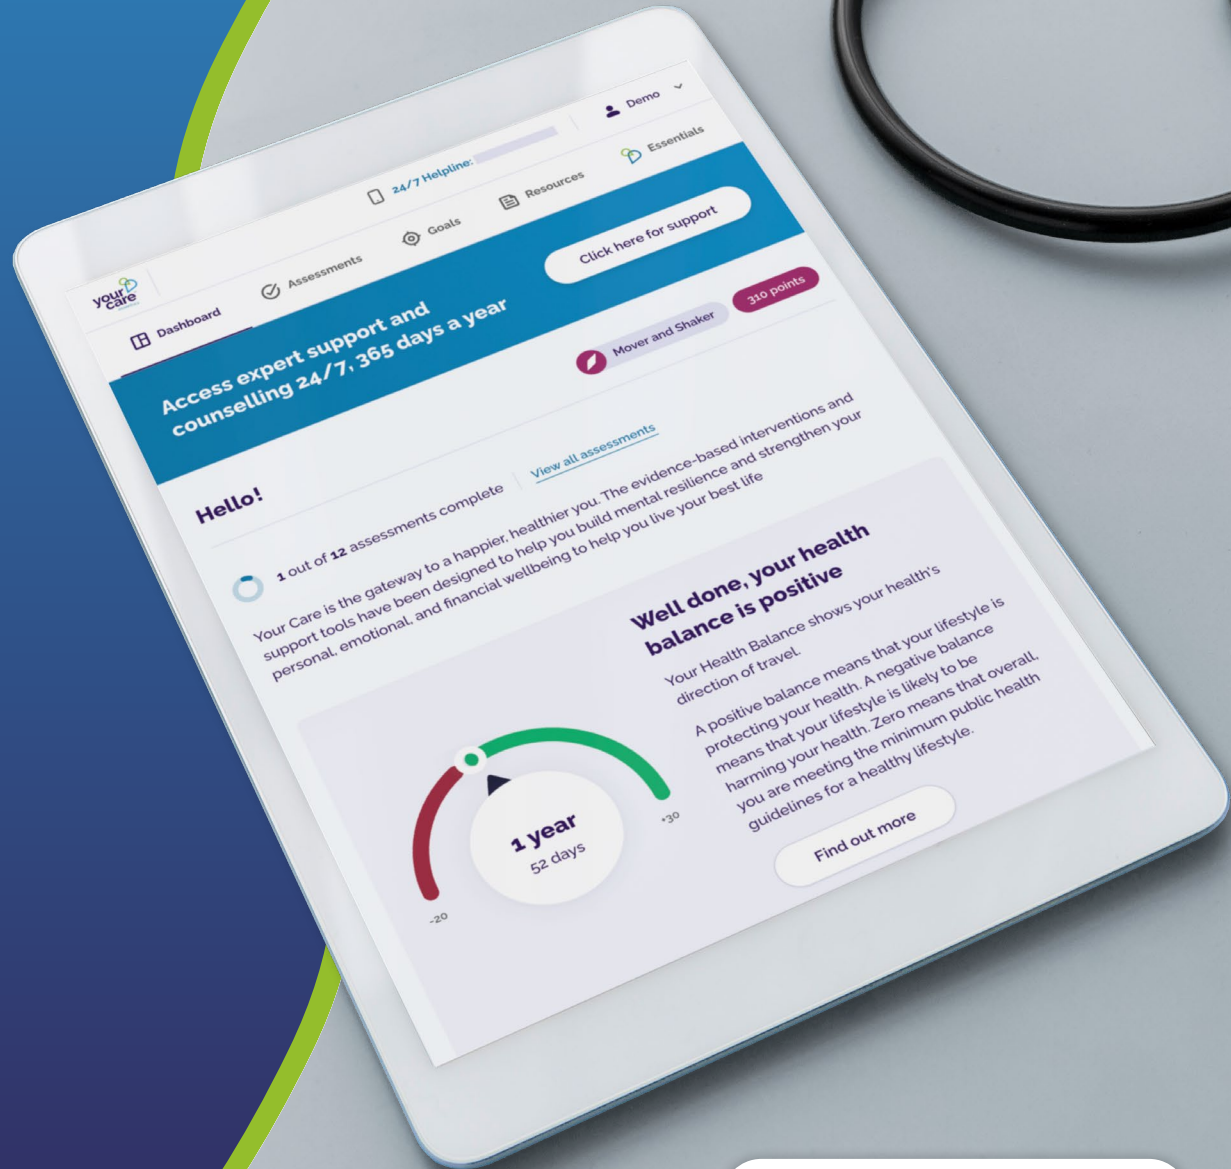 24/7 Helpline:
Demo
your
care
Dashboard
Assessments
Goals
Resources
Essentials
Access expert support and
counselling 24/7, 365 days a year
Click here for support
Hello!
Mover and Shaker
310 points
1 out of 12 assessments complete
View all assessments
Your Care is the gateway to a happier, healthier you. The evidence-based interventions and
support tools have been designed to help you build mental resilience and strengthen your
personal, emotional, and financial wellbeing to help you live your best life
1 year
52 days
-20
+30
Well done, your health
balance is positive
Your Health Balance shows your health's
direction of travel.
A positive balance means that your lifestyle is
protecting your health. A negative balance
means that your lifestyle is likely to be
harming your health. Zero means that overall,
you are meeting the minimum public health
guidelines for a healthy lifestyle.
Find out more